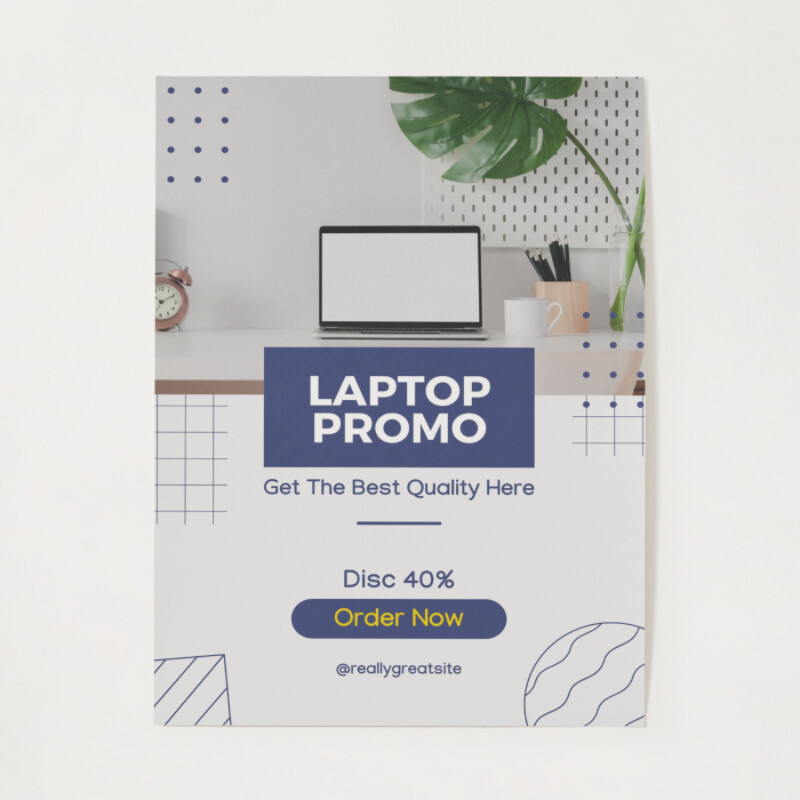 LAPTOP
PROMO
Get The Best Quality Here
Disc 40%
Order Now
@reallygreatsite